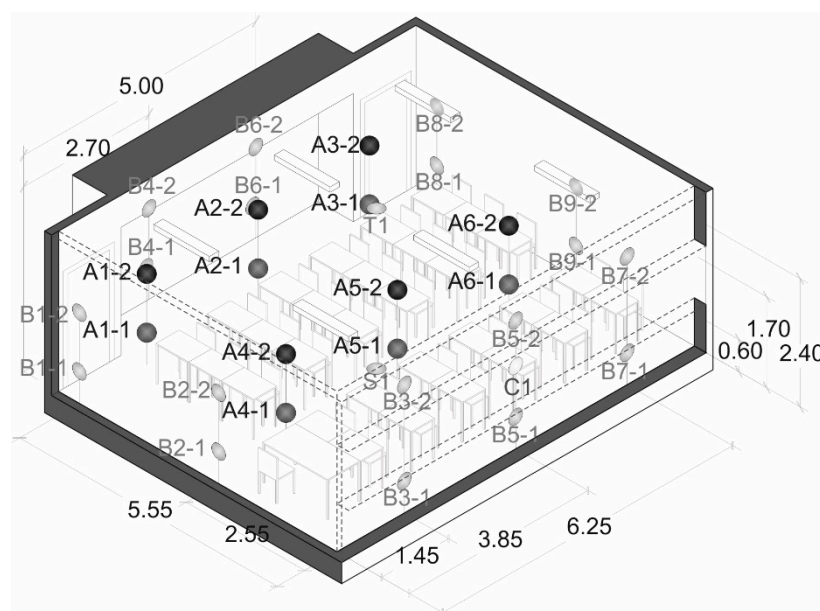 5.00
2.70
B6-2
A3-2
B8-2
B8-1
B4-2
A2-2
B6-1
A3-1
T1
A6-2
B9-2
B9-1
B7-2
B4-1
A1-2
A2-1
A5-2
A6-1
B1-2
A1-1
B5-2
1.70
0.60
2.40
B1-1
A4-2
A5-1
S1
B3-2
C1
B7-1
B2-2
A4-1
B5-1
B2-1
B3-1
5.55
2.55
1.45
3.85
6.25